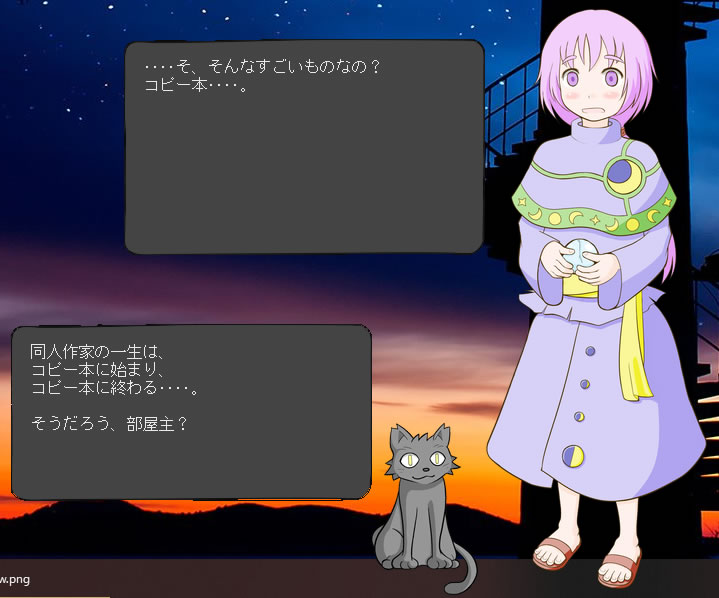 ‥‥そ、そんなすごいものなの？
コピー本‥‥。
同人作家の一生は、
コピー本に始まり、
コピー本に終わる‥‥。
そうだろう、部屋主？
w.png